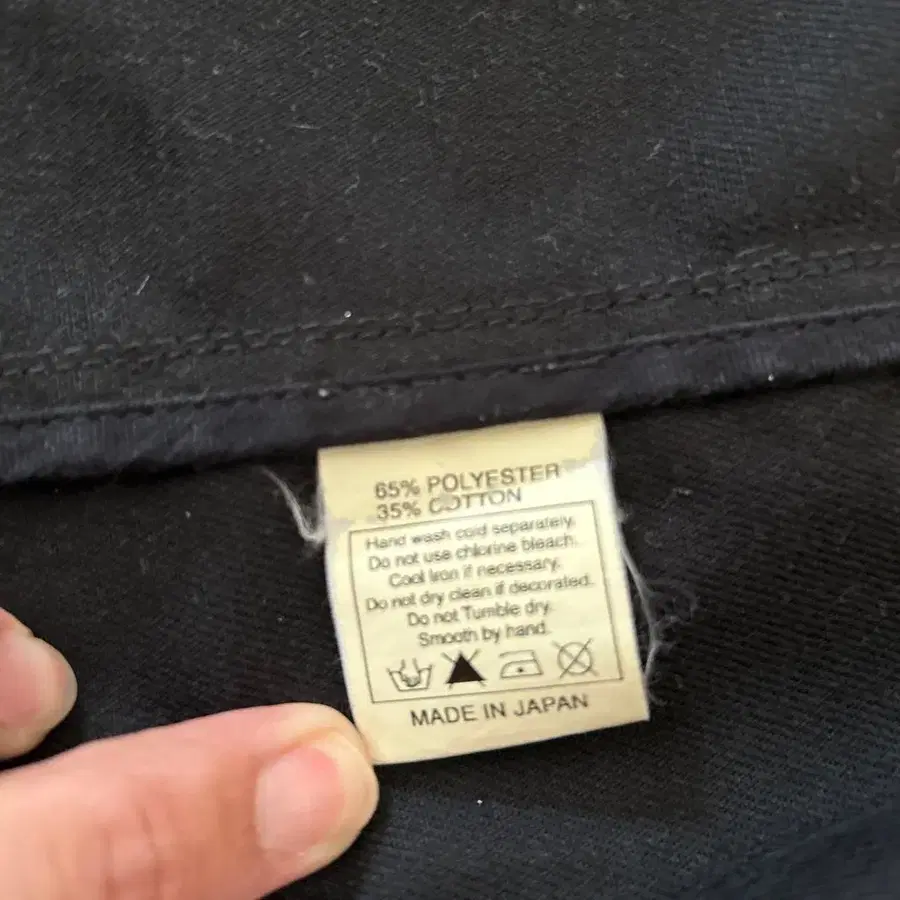 65% POLYESTER
35% COTTON
Hand wash cold separately.
Do not use chlorine bleach.
Cool Iron if necessary.
Do not dry clean if decorated.
Do not Tumble dry.
Smooth by hand.
MADE IN JAPAN